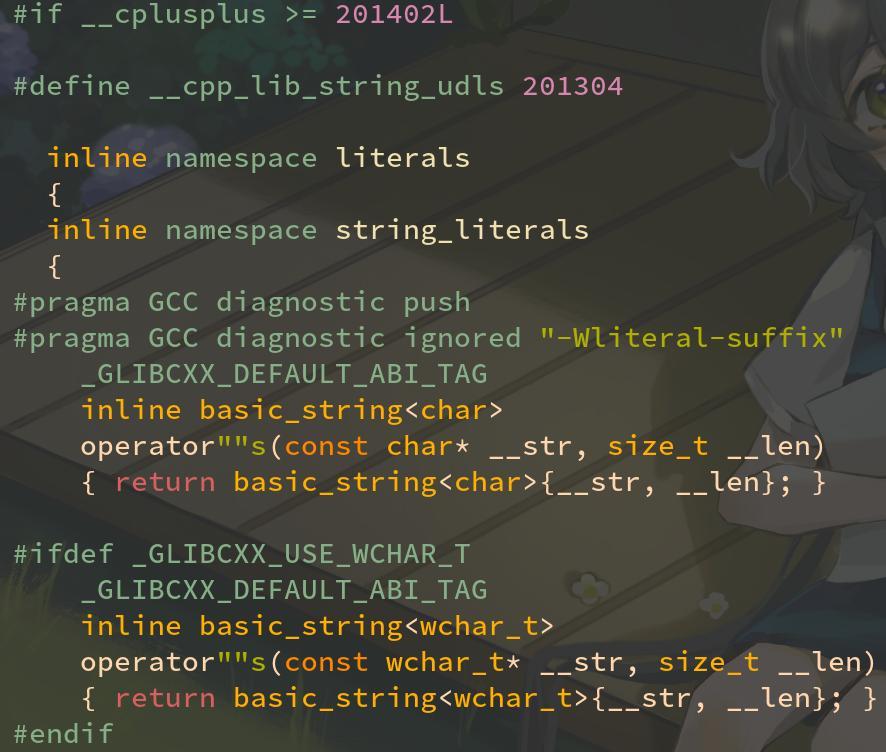 #if __cplusplus >= 201402L
#define __cpp_lib_string_udls 201304
inline namespace literals
{
inline namespace string_literals
{
#pragma GCC diagnostic push
#pragma GCC diagnostic ignored "-Wliteral-suffix"
_GLIBCXX_DEFAULT_ABI_TAG
inline basic_string<char>
operator""s(const char* __str, size_t __len)
{ return basic_string<char>{__str, __len}; }
#ifdef _GLIBCXX_USE_WCHAR_T
_GLIBCXX_DEFAULT_ABI_TAG
inline basic_string<wchar_t>
operator""s(const wchar_t* __str, size_t __len)
{ return basic_string<wchar_t>{__str, __len}; }
#endif